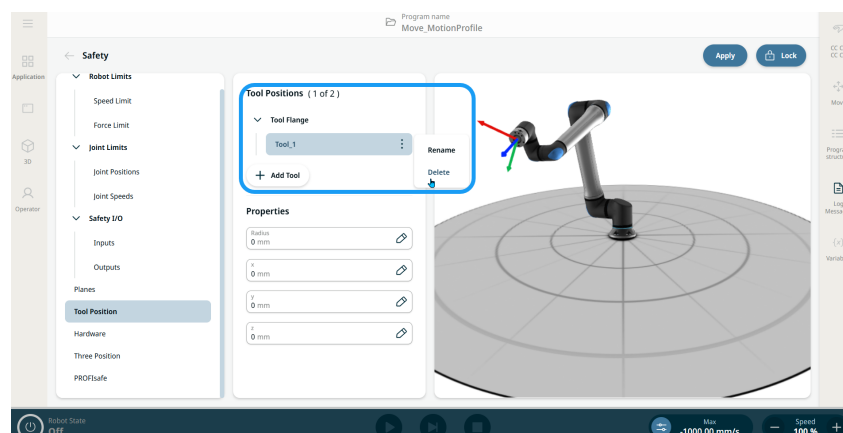 Program name
Move_MotionProfile
Safety
Apply
Lock
Application
3D
Operator
Robot Limits
Speed Limit
Force Limit
Joint Limits
Joint Positions
Joint Speeds
Safety I/O
Inputs
Outputs
Planes
Tool Position
Hardware
Three Position
PROFIsafe
Tool Positions ( 1 of 2 )
Tool Flange
Tool_1
Rename
Delete
Add Tool
Properties
Radius
0 mm
x
0 mm
y
0 mm
z
0 mm
Robot State
Off
Max
-1000.00 mm/s
Speed
100 %